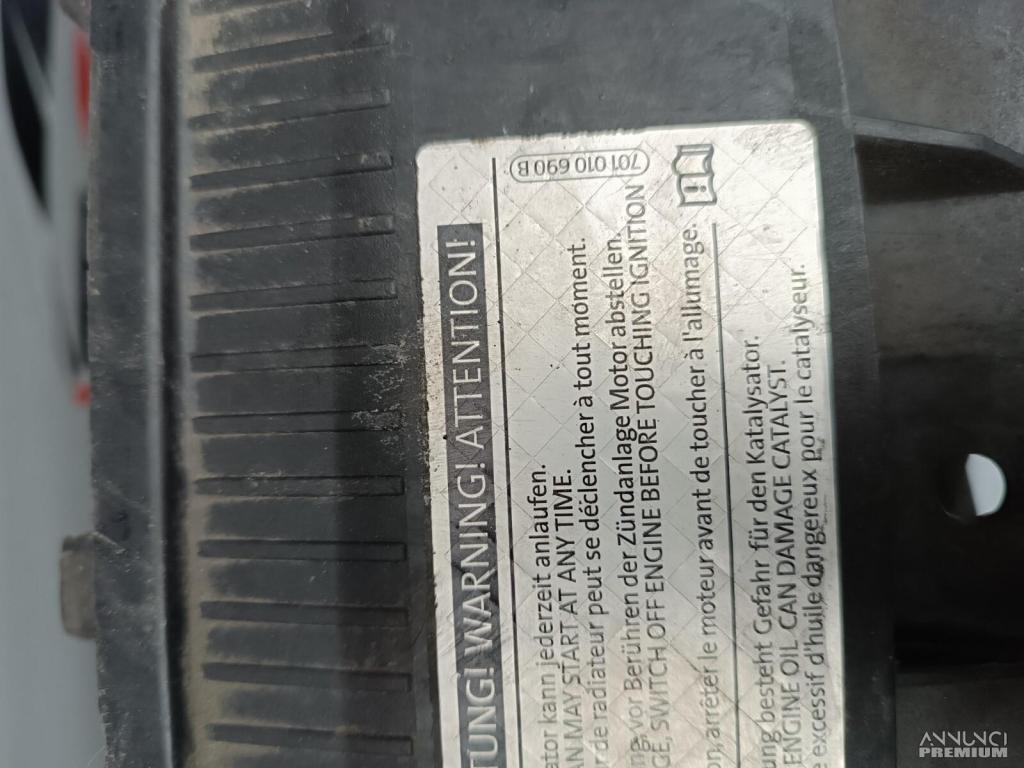 TUNG! WARNING! ATTENTION!
701 010 690 B
ator kann jederzeit anlaufen.
AN MAY START AT ANY TIME.
r de radiateur peut se déclencher à tout moment.
ng vor Berühren der Zündanlage Motor abstellen.
GE, SWITCH OFF ENGINE BEFORE TOUCHING IGNITION
on, arrêter le moteur avant de toucher à l'allumage.
ung besteht Gefahr für den Katalysator.
ENGINE OIL CAN DAMAGE CATALYST.
e excessif d'huile dangereux pour le catalyseur.
ANNUNCI
PREMIUM